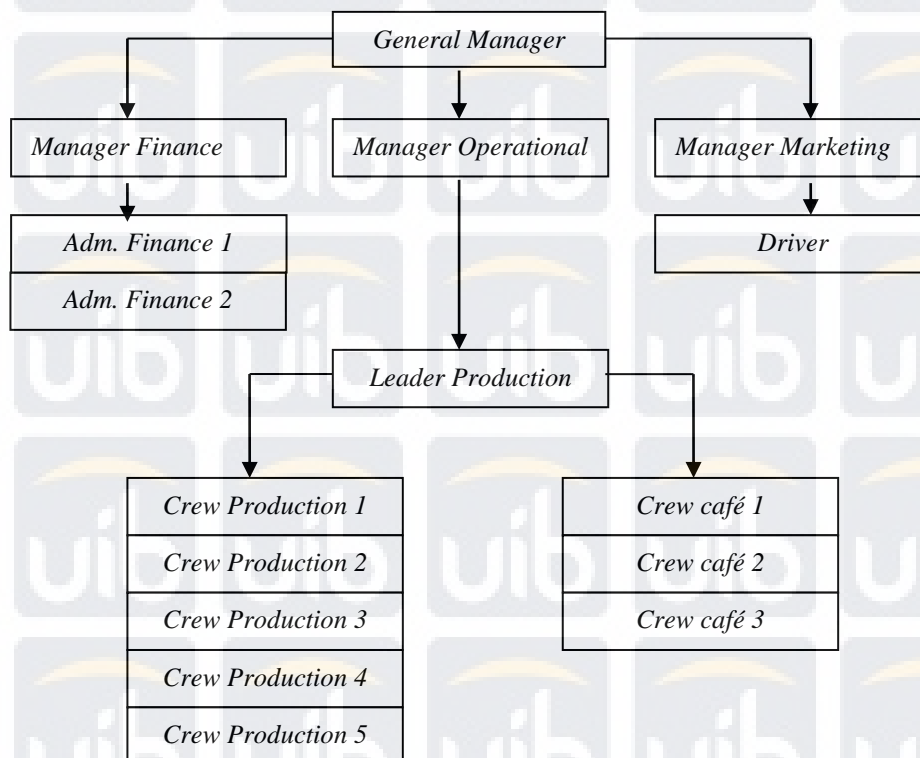 General Manager
Manager Finance
Manager Operational
Manager Marketing
Adm. Finance 1
Driver
Adm. Finance 2
Leader Production
Crew Production 1
Crew café 1
Crew Production 2
Crew café 2
Crew Production 3
Crew café 3
Crew Production 4
Crew Production 5
uib